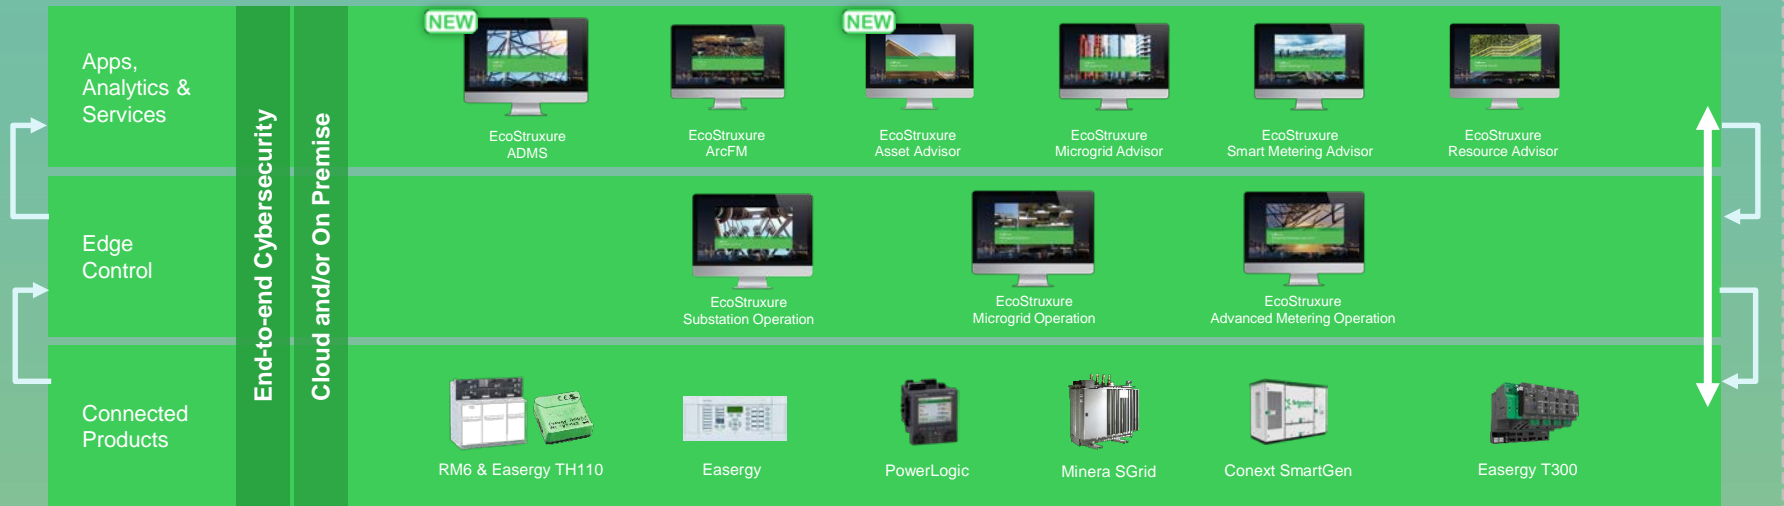 NEW
NEW
Apps,
Analytics &
Services
EcoStruxure
ADMS
EcoStruxure
ArcFM
EcoStruxure
Asset Advisor
EcoStruxure
Microgrid Advisor
EcoStruxure
Smart Metering Advisor
EcoStruxure
Resource Advisor
End-to-end Cybersecurity
Cloud and/or On Premise
Edge
Control
EcoStruxure
Substation Operation
EcoStruxure
Microgrid Operation
EcoStruxure
Advanced Metering Operation
Connected
Products
Schneider
RM6 & Easergy TH110
Easergy
PowerLogic
Minera SGrid
Conext SmartGen
Easergy T300